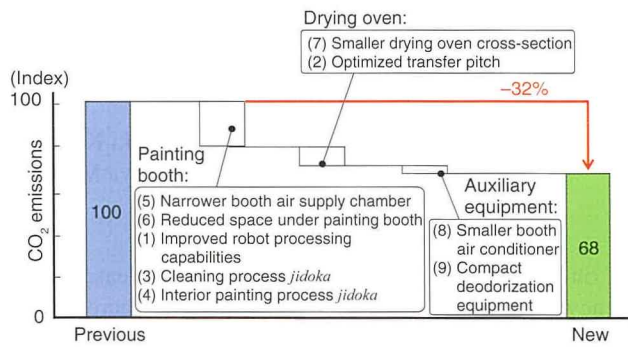 Drying oven:
(7) Smaller drying oven cross-section
(2) Optimized transfer pitch
(Index)
100
–32%
Painting
booth:
(5) Narrower booth air supply chamber
(6) Reduced space under painting booth
(1) Improved robot processing
capabilities
(3) Cleaning process jidoka
(4) Interior painting process jidoka
Auxiliary
equipment:
(8) Smaller booth
air conditioner
(9) Compact
deodorization
equipment
CO2 emissions
100
68
0
Previous
New